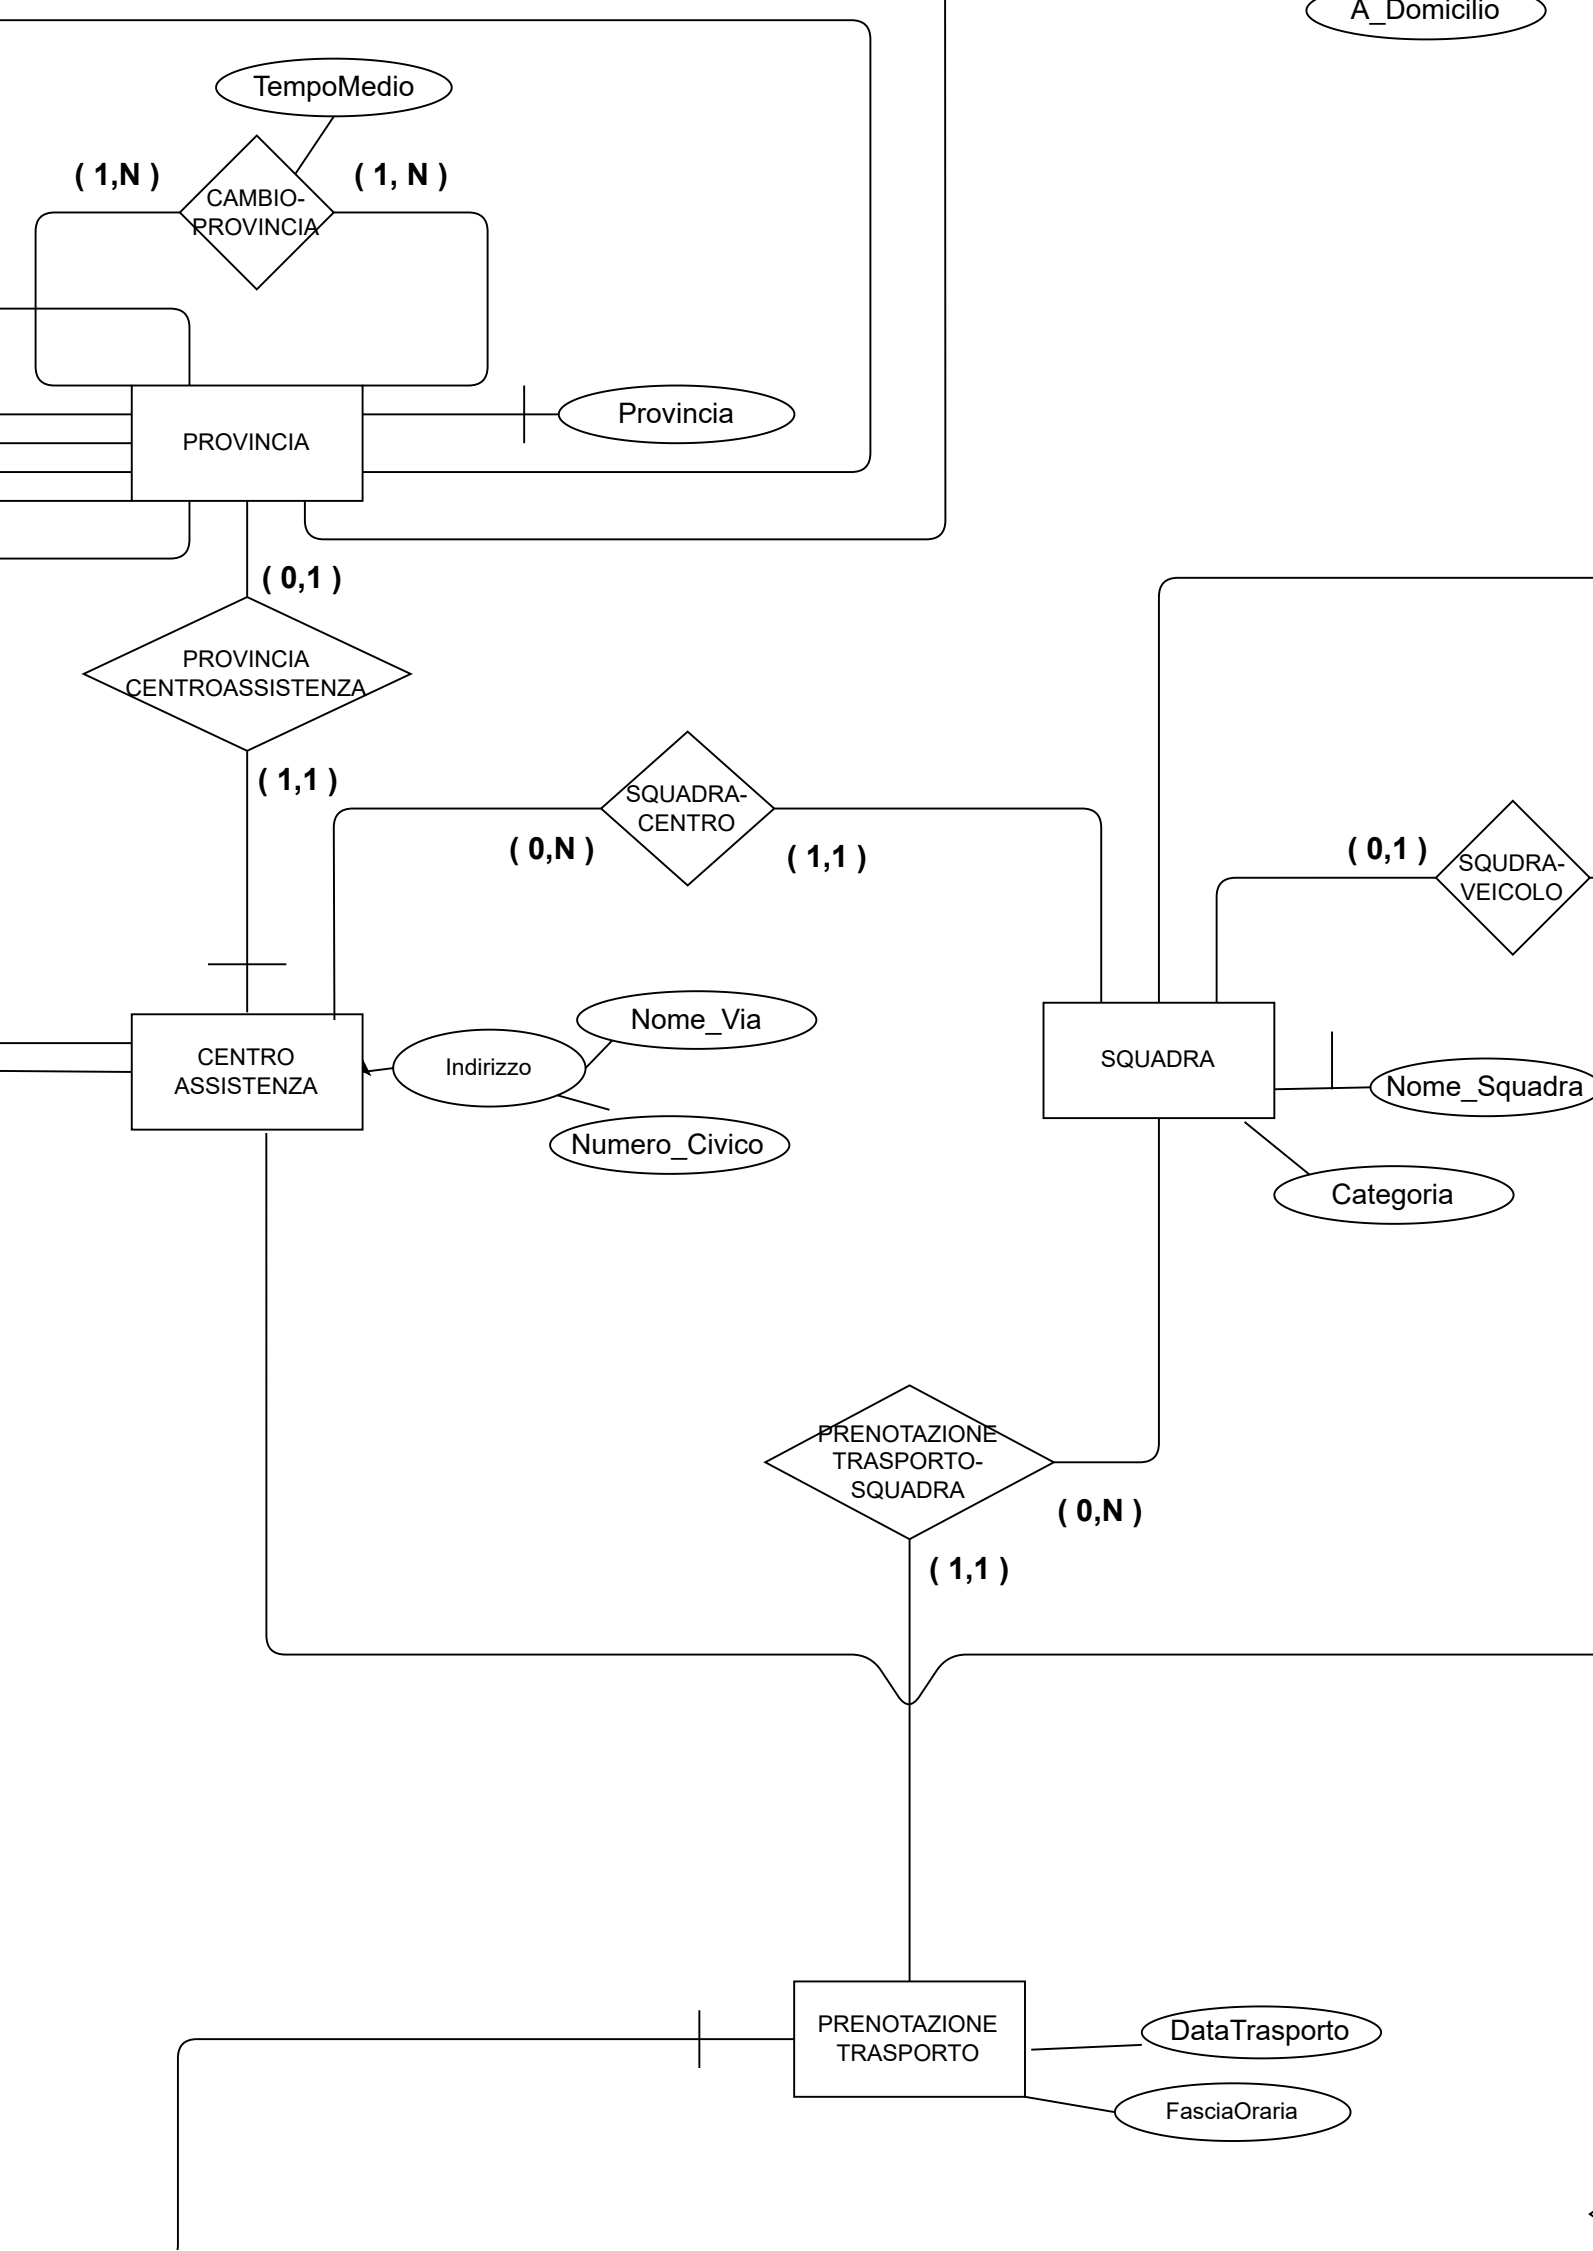 A_Domicilio
TempoMedio
( 1,N )
( 1, N )
CAMBIO-
PROVINCIA
Provincia
PROVINCIA
( 0,1 )
PROVINCIA
CENTROASSISTENZA
( 1,1 )
SQUADRA-
CENTRO
( 0,N )
( 1,1 )
( 0,1 )
SQUDRA-
VEICOLO
Nome_Via
CENTRO
ASSISTENZA
Indirizzo
SQUADRA
Nome_Squadra
Numero_Civico
Categoria
PRENOTAZIONE
TRASPORTO-
SQUADRA
( 0,N )
( 1,1 )
PRENOTAZIONE
TRASPORTO
DataTrasporto
FasciaOraria